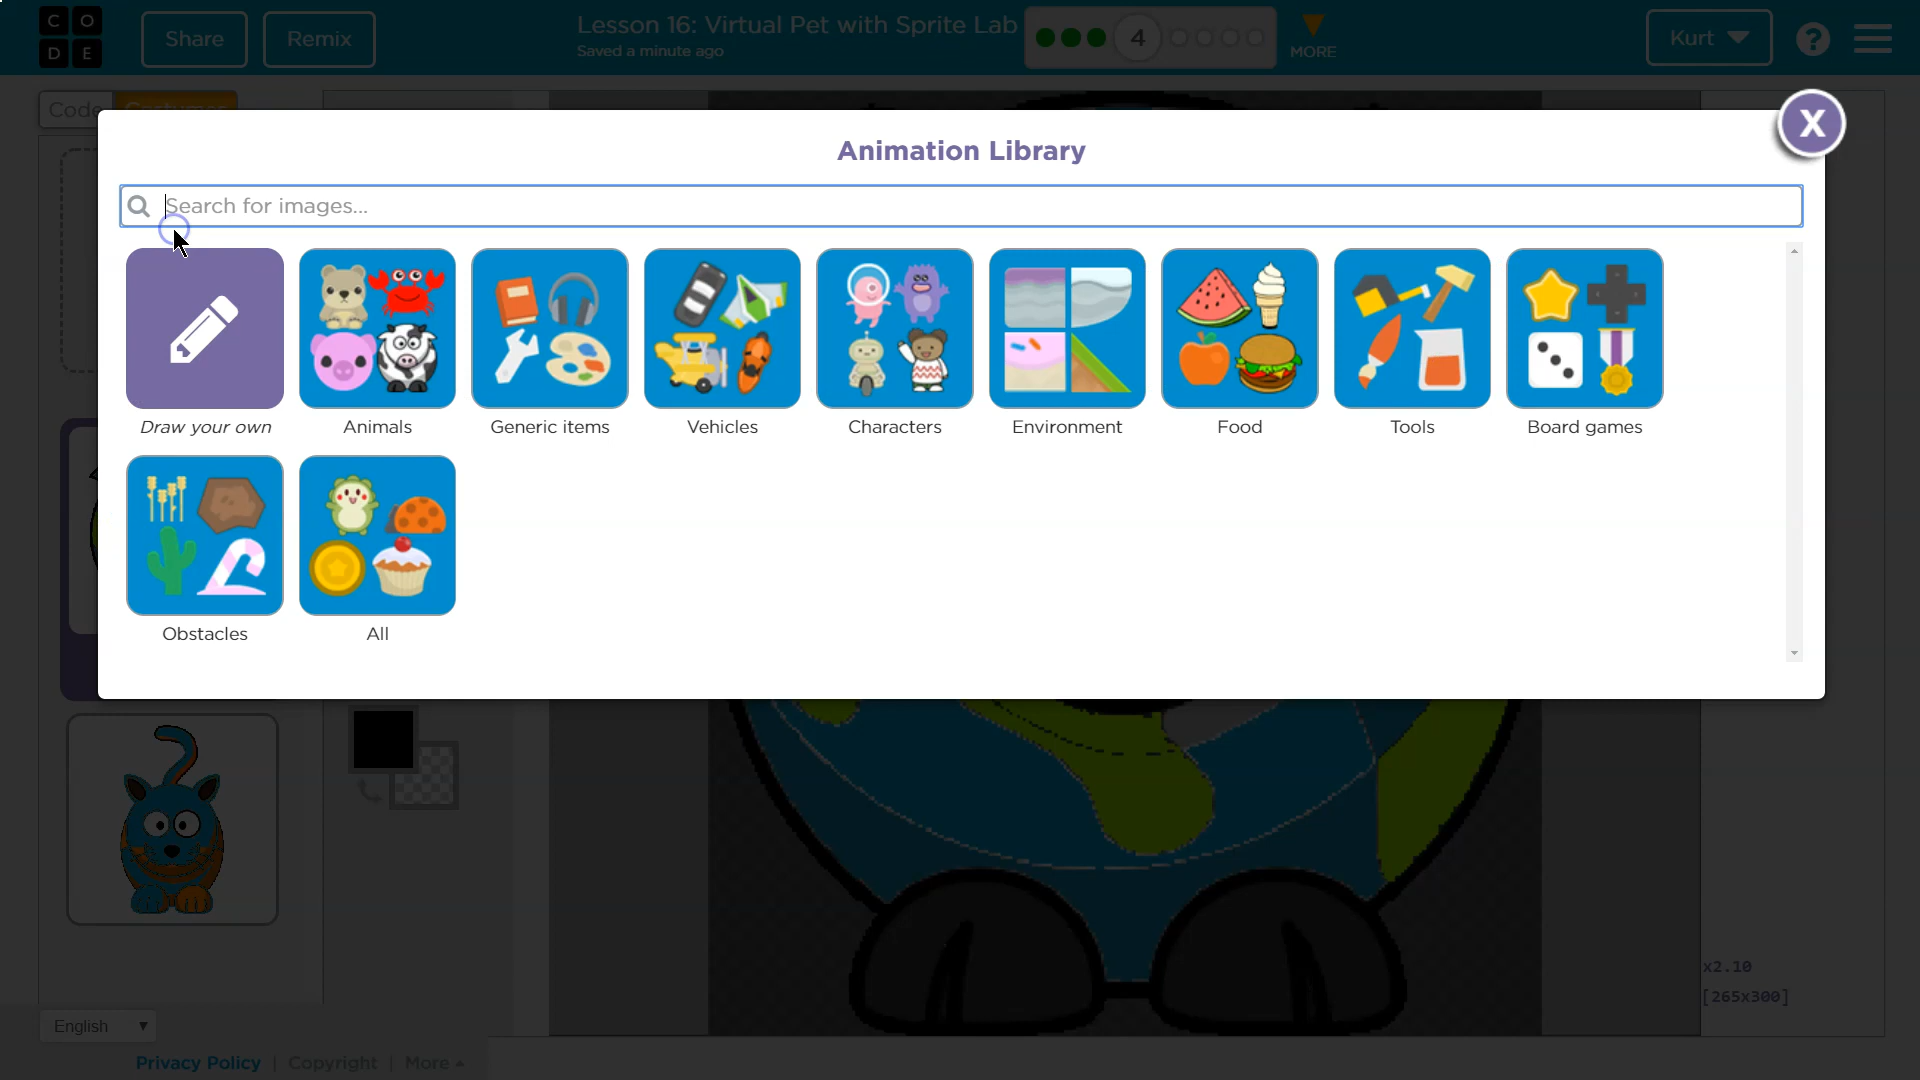 CODE
Share
Remix
Lesson 16: Virtual Pet with Sprite Lab
Saved a minute ago
4
MORE
Kurt
?
Code
Costumes
Animation Library
X
Search for images...
Draw your own
Animals
Generic items
Vehicles
Characters
Environment
Food
Tools
Board games
Obstacles
All
x2.10
[265x300]
English
Privacy Policy | Copyright | More